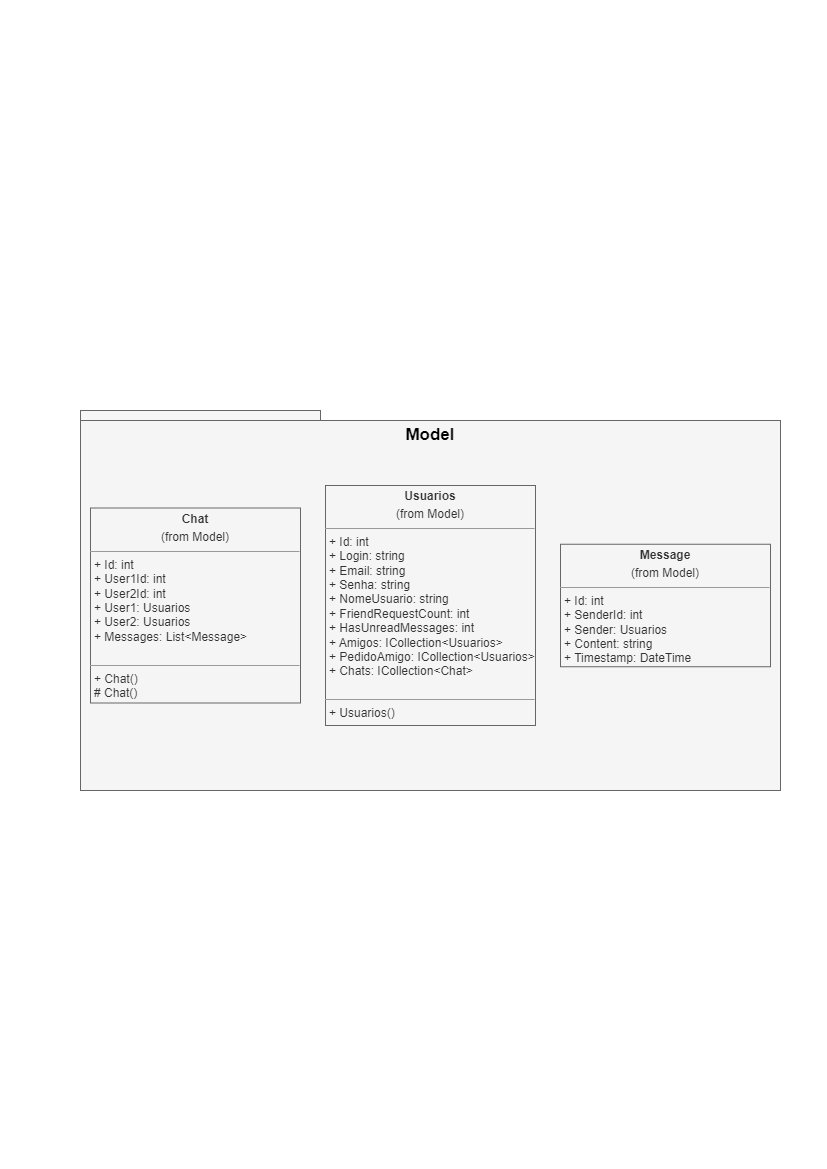 Model
Chat
(from Model)
+ Id: int
+ User1Id: int
+ User2Id: int
+ User1: Usuarios
+ User2: Usuarios
+ Messages: List<Message>
+ Chat()
# Chat()
Usuarios
(from Model)
+ Id: int
+ Login: string
+ Email: string
+ Senha: string
+ NomeUsuario: string
+ FriendRequestCount: int
+ HasUnreadMessages: int
+ Amigos: ICollection<Usuarios>
+ PedidoAmigo: ICollection<Usuarios>
+ Chats: ICollection<Chat>
+ Usuarios()
Message
(from Model)
+ Id: int
+ SenderId: int
+ Sender: Usuarios
+ Content: string
+ Timestamp: DateTime